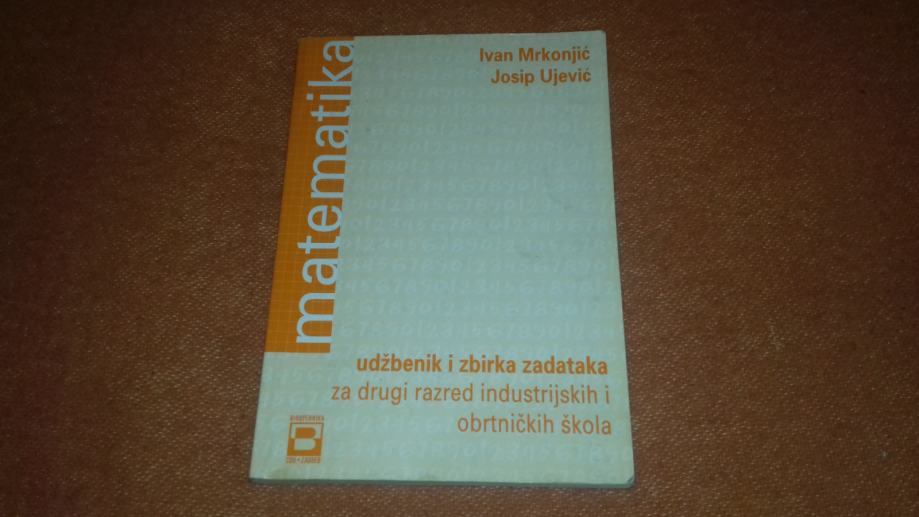 Ivan Mrkonjić
Josip Ujević
matematika
udžbenik i zbirka zadataka
za drugi razred industrijskih i
obrtničkih škola
B